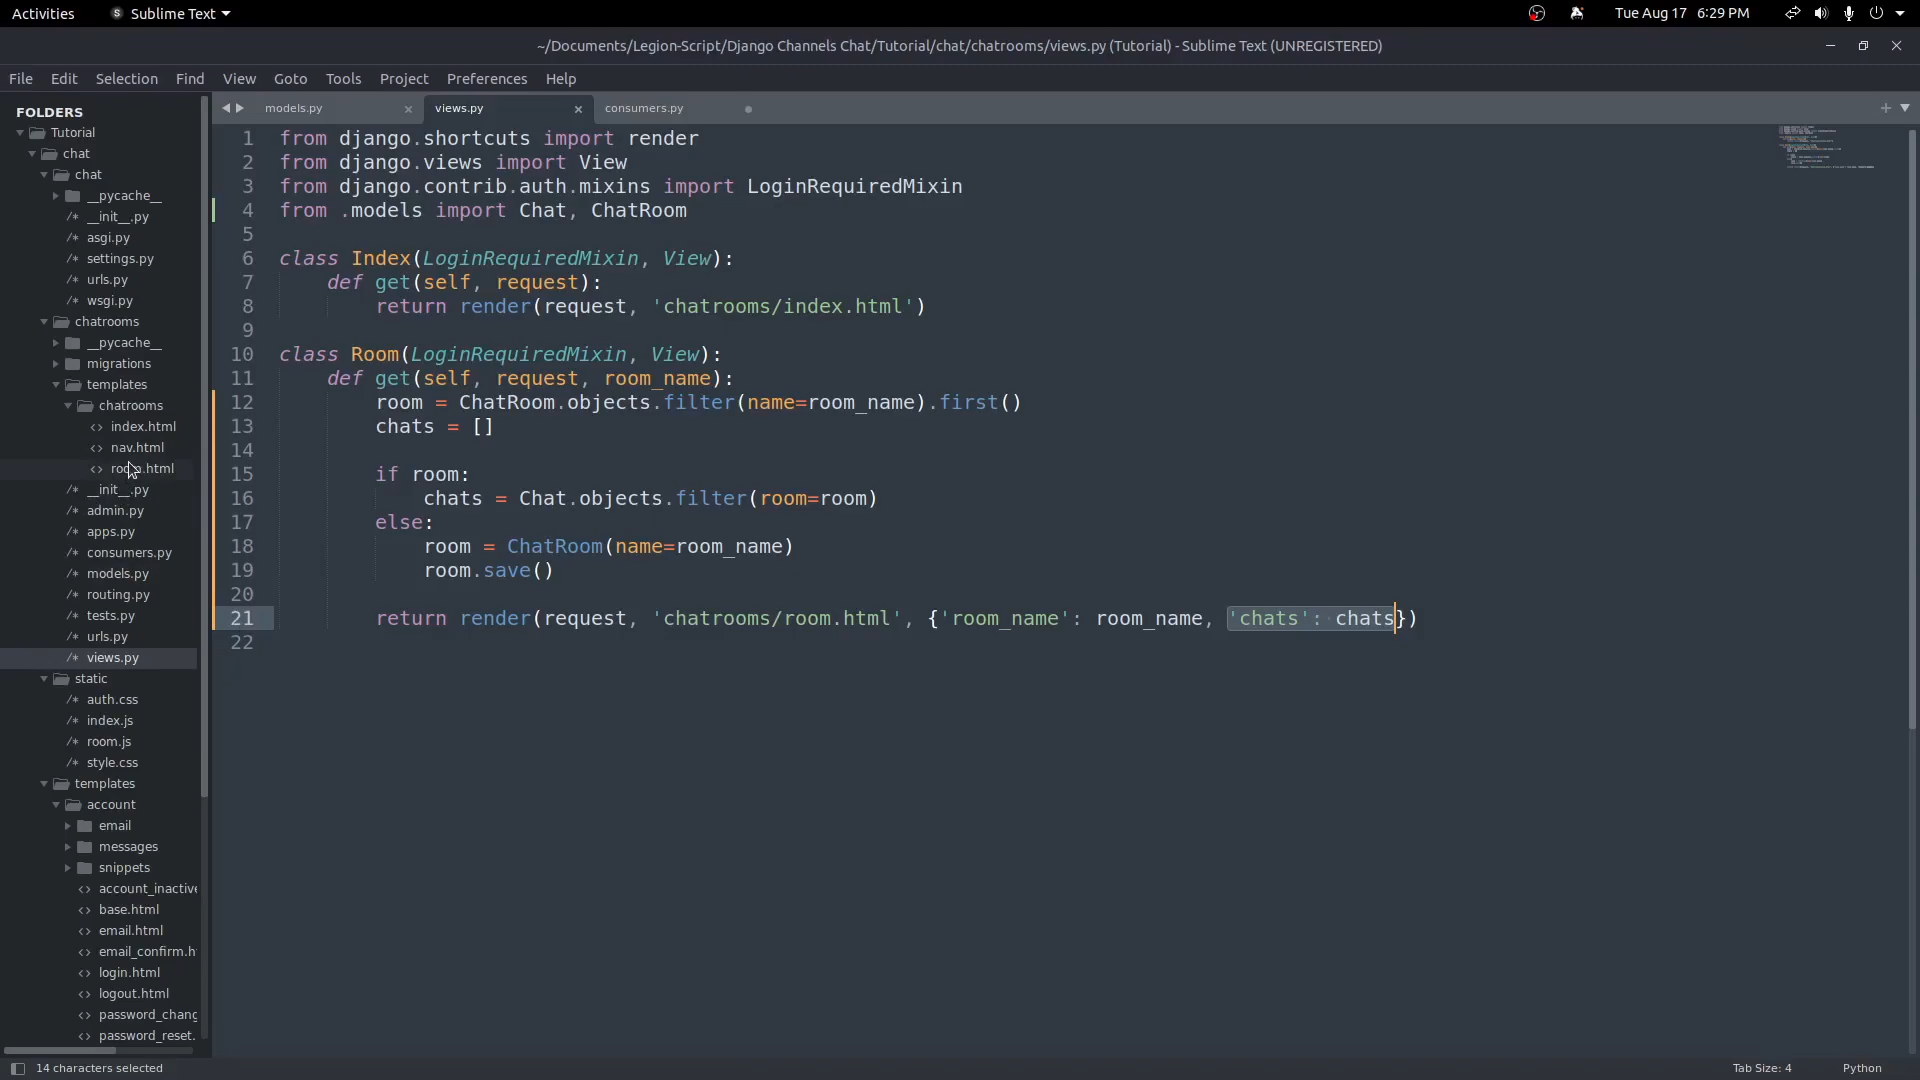 Activities
Sublime Text
Tue Aug 17 6:29 PM
~/Documents/Legion-Script/Django Channels Chat/Tutorial/chat/chatrooms/views.py (Tutorial) - Sublime Text (UNREGISTERED)
File Edit Selection Find View Goto Tools Project Preferences Help
FOLDERS
Tutorial
chat
chat
__pycache__
__init__.py
asgi.py
settings.py
urls.py
wsgi.py
chatrooms
__pycache__
migrations
templates
chatrooms
index.html
nav.html
room.html
__init__.py
admin.py
apps.py
consumers.py
models.py
routing.py
tests.py
urls.py
views.py
static
auth.css
index.js
room.js
style.css
templates
account
email
messages
snippets
account_inactive
base.html
email.html
email_confirm.h
login.html
logout.html
password_chang
password_reset.
models.py
views.py
consumers.py
1 from django.shortcuts import render
2 from django.views import View
3 from django.contrib.auth.mixins import LoginRequiredMixin
4 from .models import Chat, ChatRoom
5
6 class Index(LoginRequiredMixin, View):
7 def get(self, request):
8 return render(request, 'chatrooms/index.html')
9
10 class Room(LoginRequiredMixin, View):
11 def get(self, request, room_name):
12 room = ChatRoom.objects.filter(name=room_name).first()
13 chats = []
14
15 if room:
16 chats = Chat.objects.filter(room=room)
17 else:
18 room = ChatRoom(name=room_name)
19 room.save()
20
21 return render(request, 'chatrooms/room.html', {'room_name': room_name, 'chats': chats})
22
14 characters selected
Tab Size: 4
Python